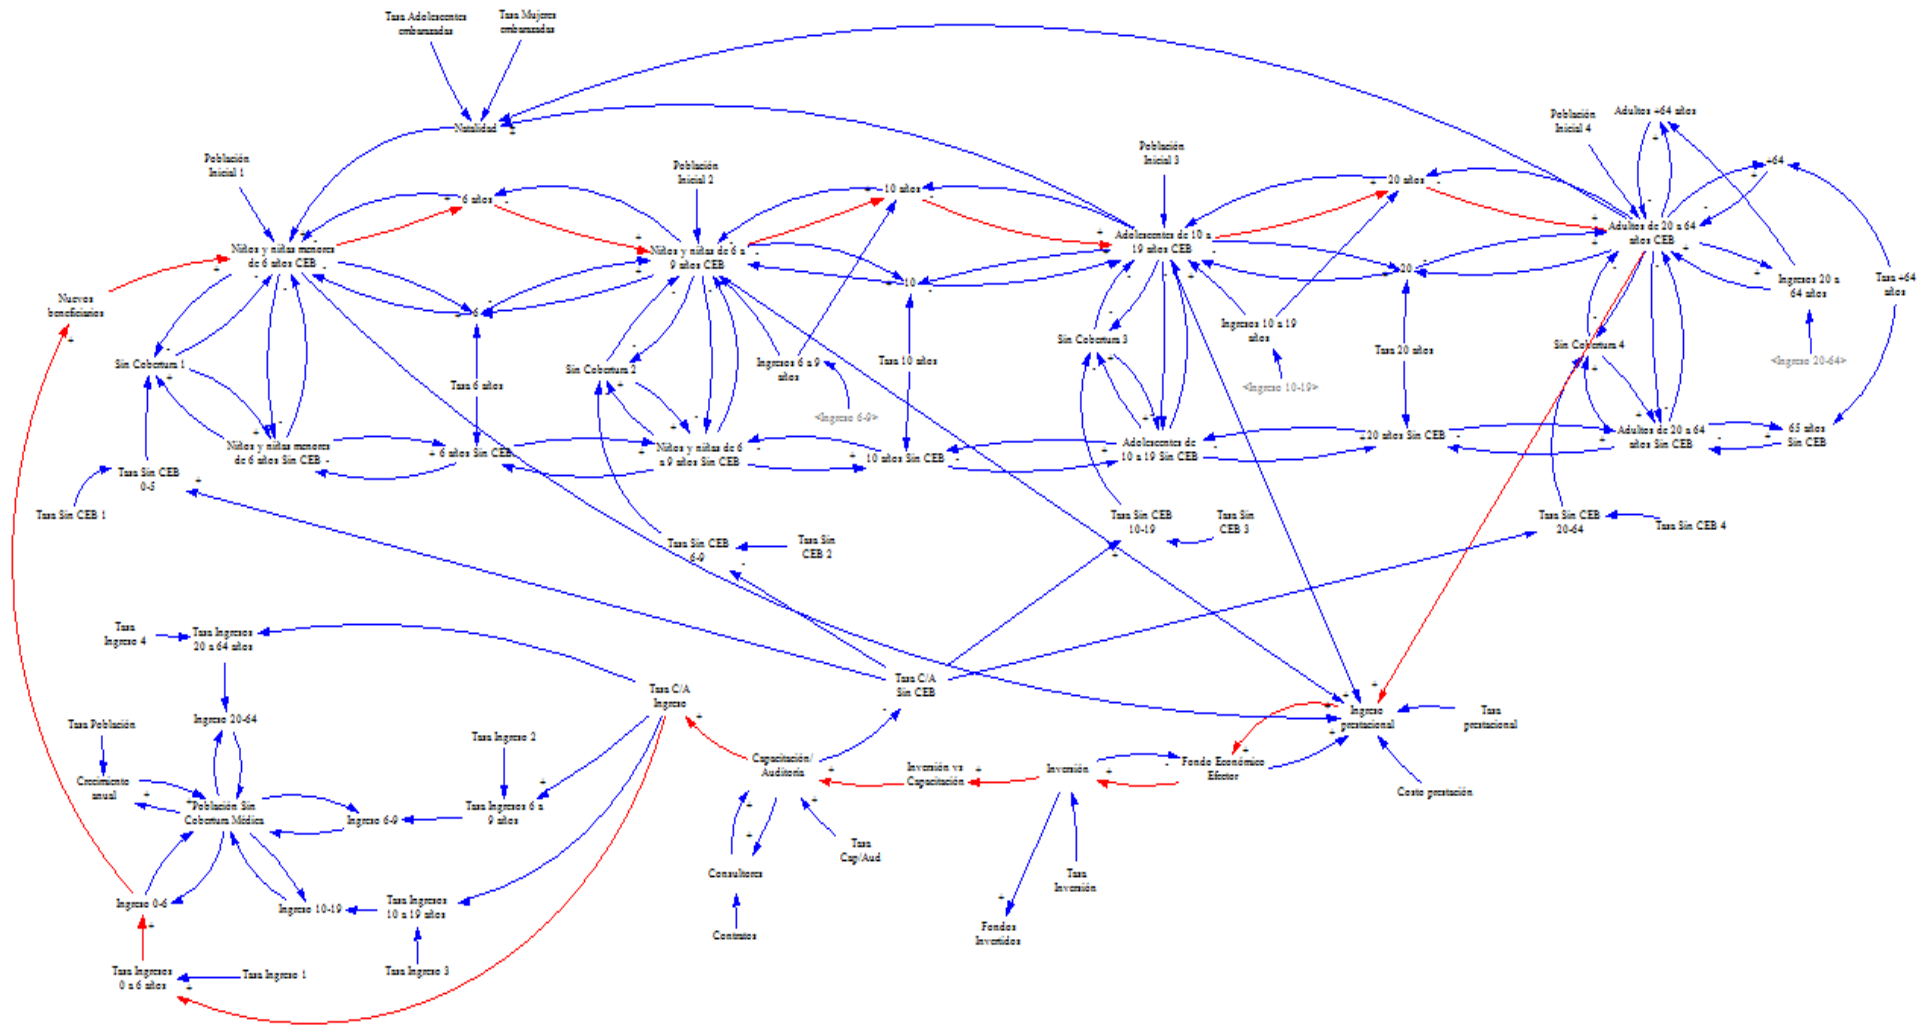 Tasa Adolescentes
embarazadas
Tasa Mujeres
embarazadas
Natalidad
Población
Inicial 1
Población
Inicial 2
Población
Inicial 3
Población
Inicial 4
Adultos +64 años
+64
6 años
10 años
20 años
Niños y niñas menores
de 6 años CEB
Niños y niñas de 6 a
9 años CEB
Adolescentes de 10 a
19 años CEB
Adultos de 20 a 64
años CEB
Nuevos
beneficiarios
6
10
20
Ingresos 20 a
64 años
Tasa +64
años
Sin Cobertura 1
Sin Cobertura 2
Sin Cobertura 3
Sin Cobertura 4
Tasa 6 años
Ingresos 6 a 9
años
Tasa 10 años
Ingresos 10 a 19
años
Tasa 20 años
<Ingreso 6-9>
<Ingreso 10-19>
<Ingreso 20-64>
Niños y niñas menores
de 6 años Sin CEB
6 años Sin CEB
Niños y niñas de 6
a 9 años Sin CEB
10 años Sin CEB
Adolescentes de
10 a 19 Sin CEB
20 años Sin CEB
Adultos de 20 a 64
años Sin CEB
65 años
Sin CEB
Tasa Sin CEB
0-5
Tasa Sin CEB 1
Tasa Sin CEB
6-9
Tasa Sin
CEB 2
Tasa Sin CEB
10-19
Tasa Sin
CEB 3
Tasa Sin CEB
20-64
Tasa Sin CEB 4
Tasa
Ingreso 4
Tasa Ingresos
20 a 64 años
Tasa C/A
Ingreso
Tasa C/A
Sin CEB
Ingreso 20-64
Tasa Población
Crecimiento
anual
Población Sin
Cobertura Médica
Ingreso 6-9
Tasa Ingreso 2
Tasa Ingresos 6 a
9 años
Capacitación/
Auditoría
Inversión vs
Capacitación
Inversión
Fondo Económico
Efector
Ingreso
prestacional
Tasa
prestacional
Costo prestación
Tasa
Cap/Aud
Consultores
Contratos
Tasa
Inversión
Fondos
Invertidos
Ingreso 0-6
Ingreso 10-19
Tasa Ingresos
10 a 19 años
Tasa Ingreso 3
Tasa Ingresos
0 a 6 años
Tasa Ingreso 1